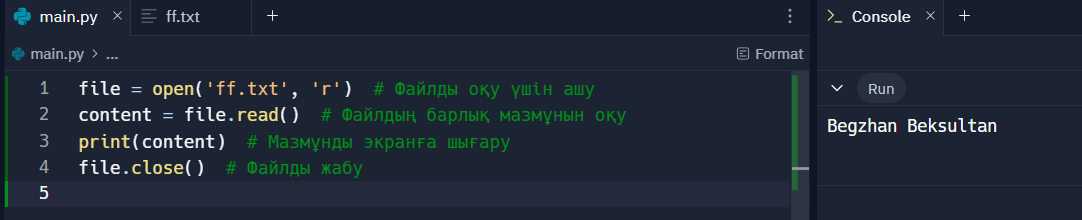 main.py
ff.txt
main.py > ...
Format
1 file = open('ff.txt', 'r')  # Файлды оқу үшін ашу
2 content = file.read()  # Файлдың барлық мазмұнын оқу
3 print(content)  # Мазмұнды экранға шығару
4 file.close()  # Файлды жабу
5
Console
Run
Begzhan Beksultan